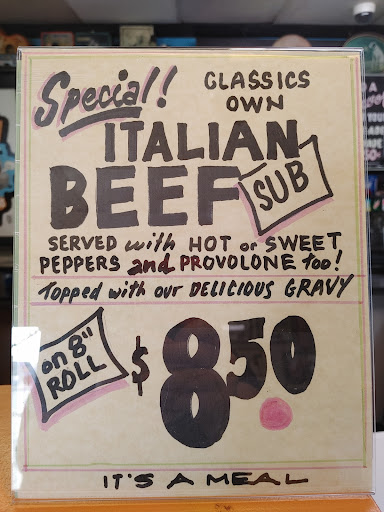 Special! CLASSICS
OWN
ITALIAN
BEEF SUB
SERVED with HOT or SWEET
PEPPERS and PROVOLONE too!
Topped with our DELICIOUS GRAVY
on 8"
ROLL
$8.50
IT'S A MEAL